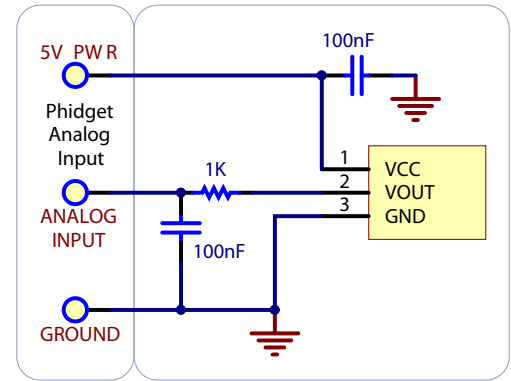 5V PWR
100nF
Phidget
Analog
Input
1
VCC
1K
2
VOUT
3
GND
ANALOG
INPUT
100nF
GROUND